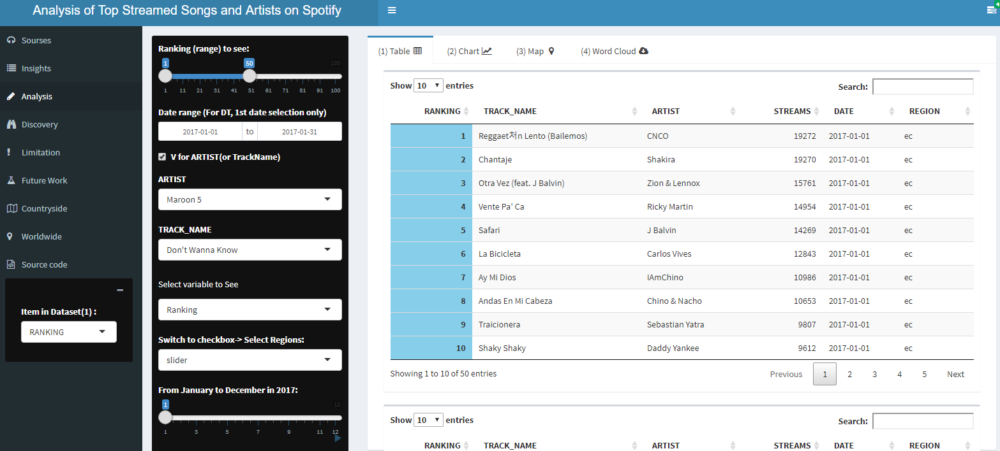 Analysis of Top Streamed Songs and Artists on Spotify
4
Sourses
Insights
Analysis
Discovery
Limitation
Future Work
Countryside
Worldwide
Source code
Item in Dataset(1) :
RANKING
Ranking (range) to see:
1 50 100
1 11 21 31 41 51 61 71 81 91 100
Date range (For DT, 1st date selection only)
2017-01-01 to 2017-01-31
V for ARTIST(or TrackName)
ARTIST
Maroon 5
TRACK_NAME
Don't Wanna Know
Select variable to See
Ranking
Switch to checkbox-> Select Regions:
slider
From January to December in 2017:
1 12
1 3 5 7 9 11 12
(1) Table (2) Chart (3) Map (4) Word Cloud
Show 10 entries Search:
RANKING TRACK_NAME ARTIST STREAMS DATE REGION
1 Reggaet처n Lento (Bailemos) CNCO 19272 2017-01-01 ec
2 Chantaje Shakira 19270 2017-01-01 ec
3 Otra Vez (feat. J Balvin) Zion & Lennox 15761 2017-01-01 ec
4 Vente Pa' Ca Ricky Martin 14954 2017-01-01 ec
5 Safari J Balvin 14269 2017-01-01 ec
6 La Bicicleta Carlos Vives 12843 2017-01-01 ec
7 Ay Mi Dios IAmChino 10986 2017-01-01 ec
8 Andas En Mi Cabeza Chino & Nacho 10653 2017-01-01 ec
9 Traicionera Sebastian Yatra 9807 2017-01-01 ec
10 Shaky Shaky Daddy Yankee 9612 2017-01-01 ec
Showing 1 to 10 of 50 entries Previous 1 2 3 4 5 Next
Show 10 entries Search:
RANKING TRACK_NAME ARTIST STREAMS DATE REGION